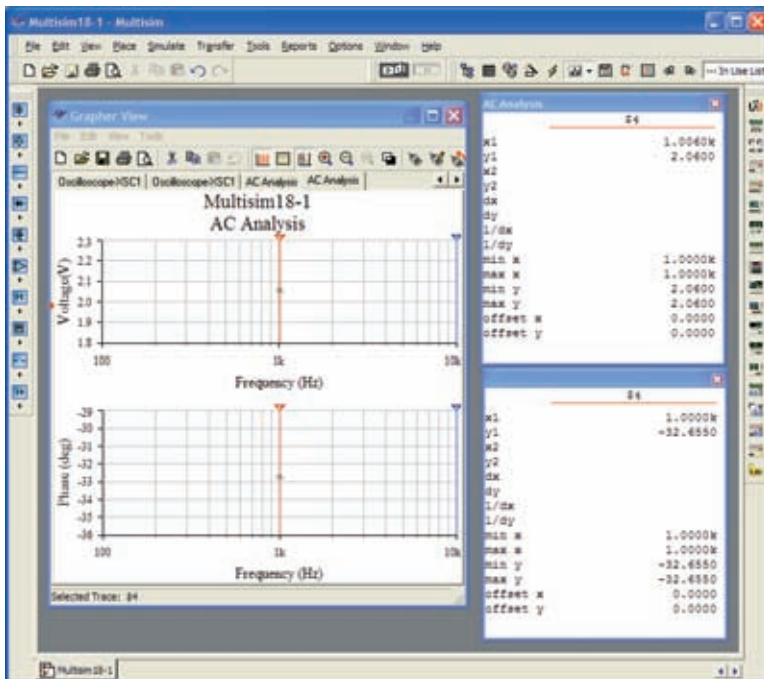 Multisim18-1 - Multisim
File Edit View Place Simulate Transfer Tools Reports Options Window Help
--- In Use List
Grapher View
File Edit View Tools
Oscilloscope-XSC1 Oscilloscope-XSC1 AC Analysis AC Analysis
Multisim18-1
AC Analysis
Voltage(V)
2.3
2.2
2.1
2.0
1.9
1.8
100 1k 10k
Frequency (Hz)
Phase (deg)
-29
-30
-31
-32
-33
-34
-35
-36
100 1k 10k
Frequency (Hz)
Selected Trace: $4
AC Analysis
$4
x1 1.0060k
y1 2.0600
x2
y2
dx
dy
1/dx
1/dy
min x 1.0000k
max x 1.0000k
min y 2.0600
max y 2.0600
offset x 0.0000
offset y 0.0000
$4
x1 1.0000k
y1 -32.6550
x2
y2
dx
dy
1/dx
1/dy
min x 1.0000k
max x 1.0000k
min y -32.6550
max y -32.6550
offset x 0.0000
offset y 0.0000
Multisim18-1